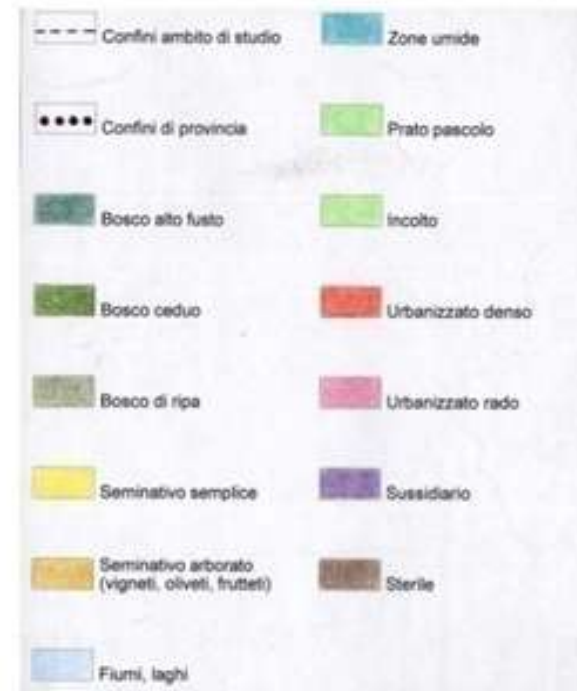 Confini ambito di studio
Confini di provincia
Bosco alto fusto
Bosco ceduo
Bosco di ripa
Seminativo semplice
Seminativo arborato
(vigneti, oliveti, frutteti)
Fiumi, laghi
Zone umide
Prato pascolo
Incolto
Urbanizzato denso
Urbanizzato rado
Sussidiario
Sterile